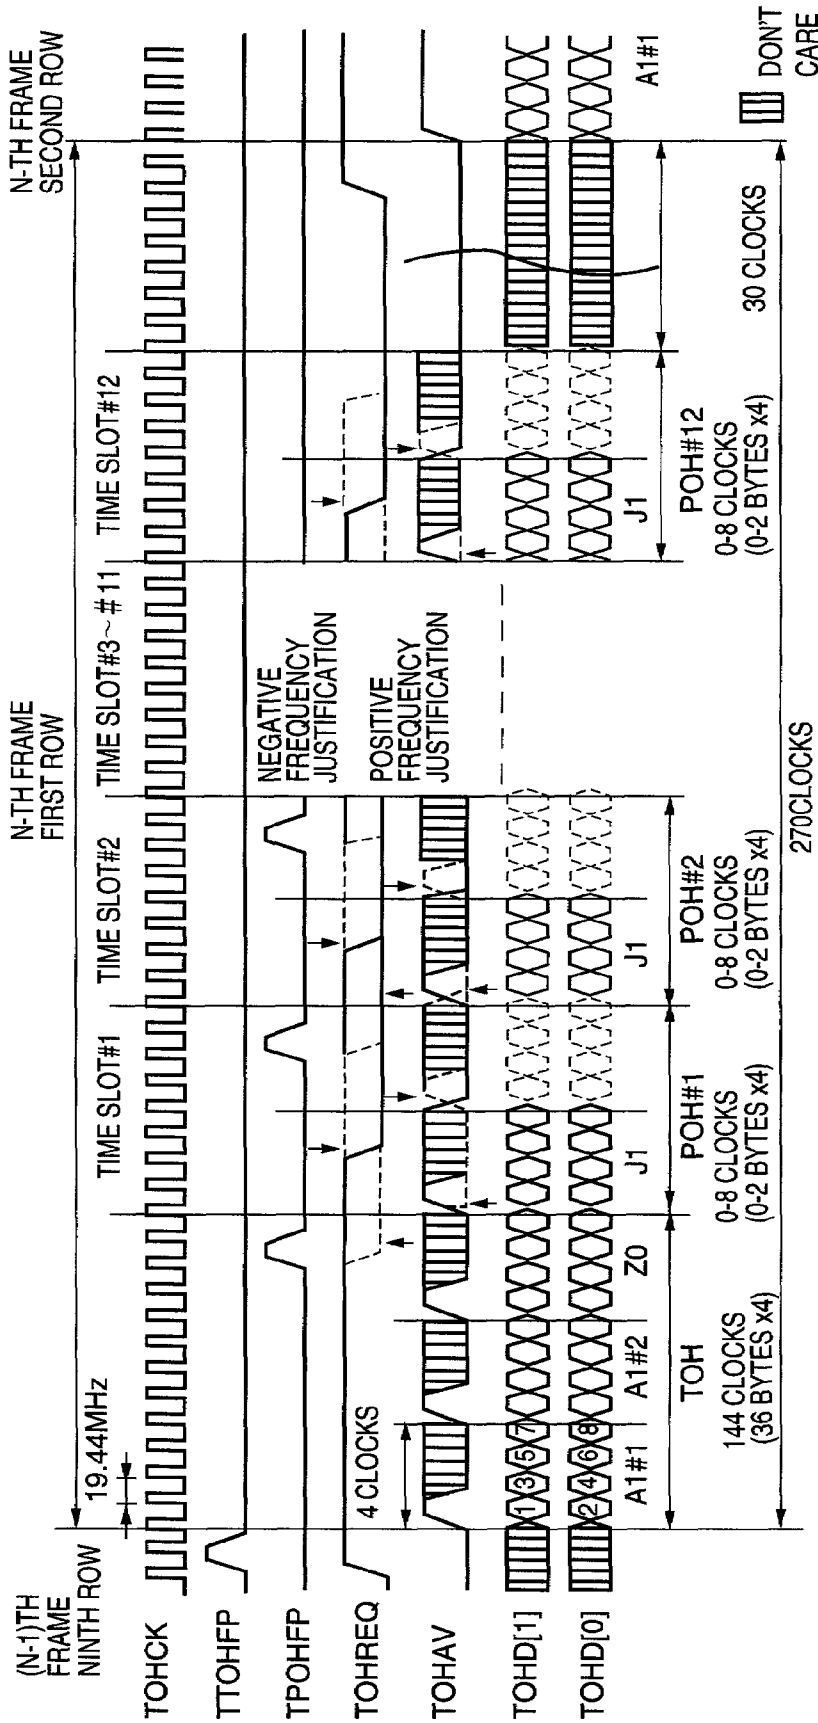 (N-1)TH
FRAME
NINTH ROW
N-TH FRAME
FIRST ROW
N-TH FRAME
SECOND ROW
19.44MHz
TIME SLOT#1
TIME SLOT#2
TIME SLOT#3~#11
TIME SLOT#12
TOHCK
TTOHFP
TPOHFP
NEGATIVE
FREQUENCY
JUSTIFICATION
TOHREQ
4 CLOCKS
POSITIVE
FREQUENCY
JUSTIFICATION
TOHAV
TOHD[1]
1 3 5 7
TOHD[0]
2 4 6 8
A1#1
A1#2
Z0
J1
J1
J1
A1#1
TOH
144 CLOCKS
(36 BYTES x4)
POH#1
0-8 CLOCKS
(0-2 BYTES x4)
POH#2
0-8 CLOCKS
(0-2 BYTES x4)
POH#12
0-8 CLOCKS
(0-2 BYTES x4)
30 CLOCKS
270CLOCKS
DON'T
CARE